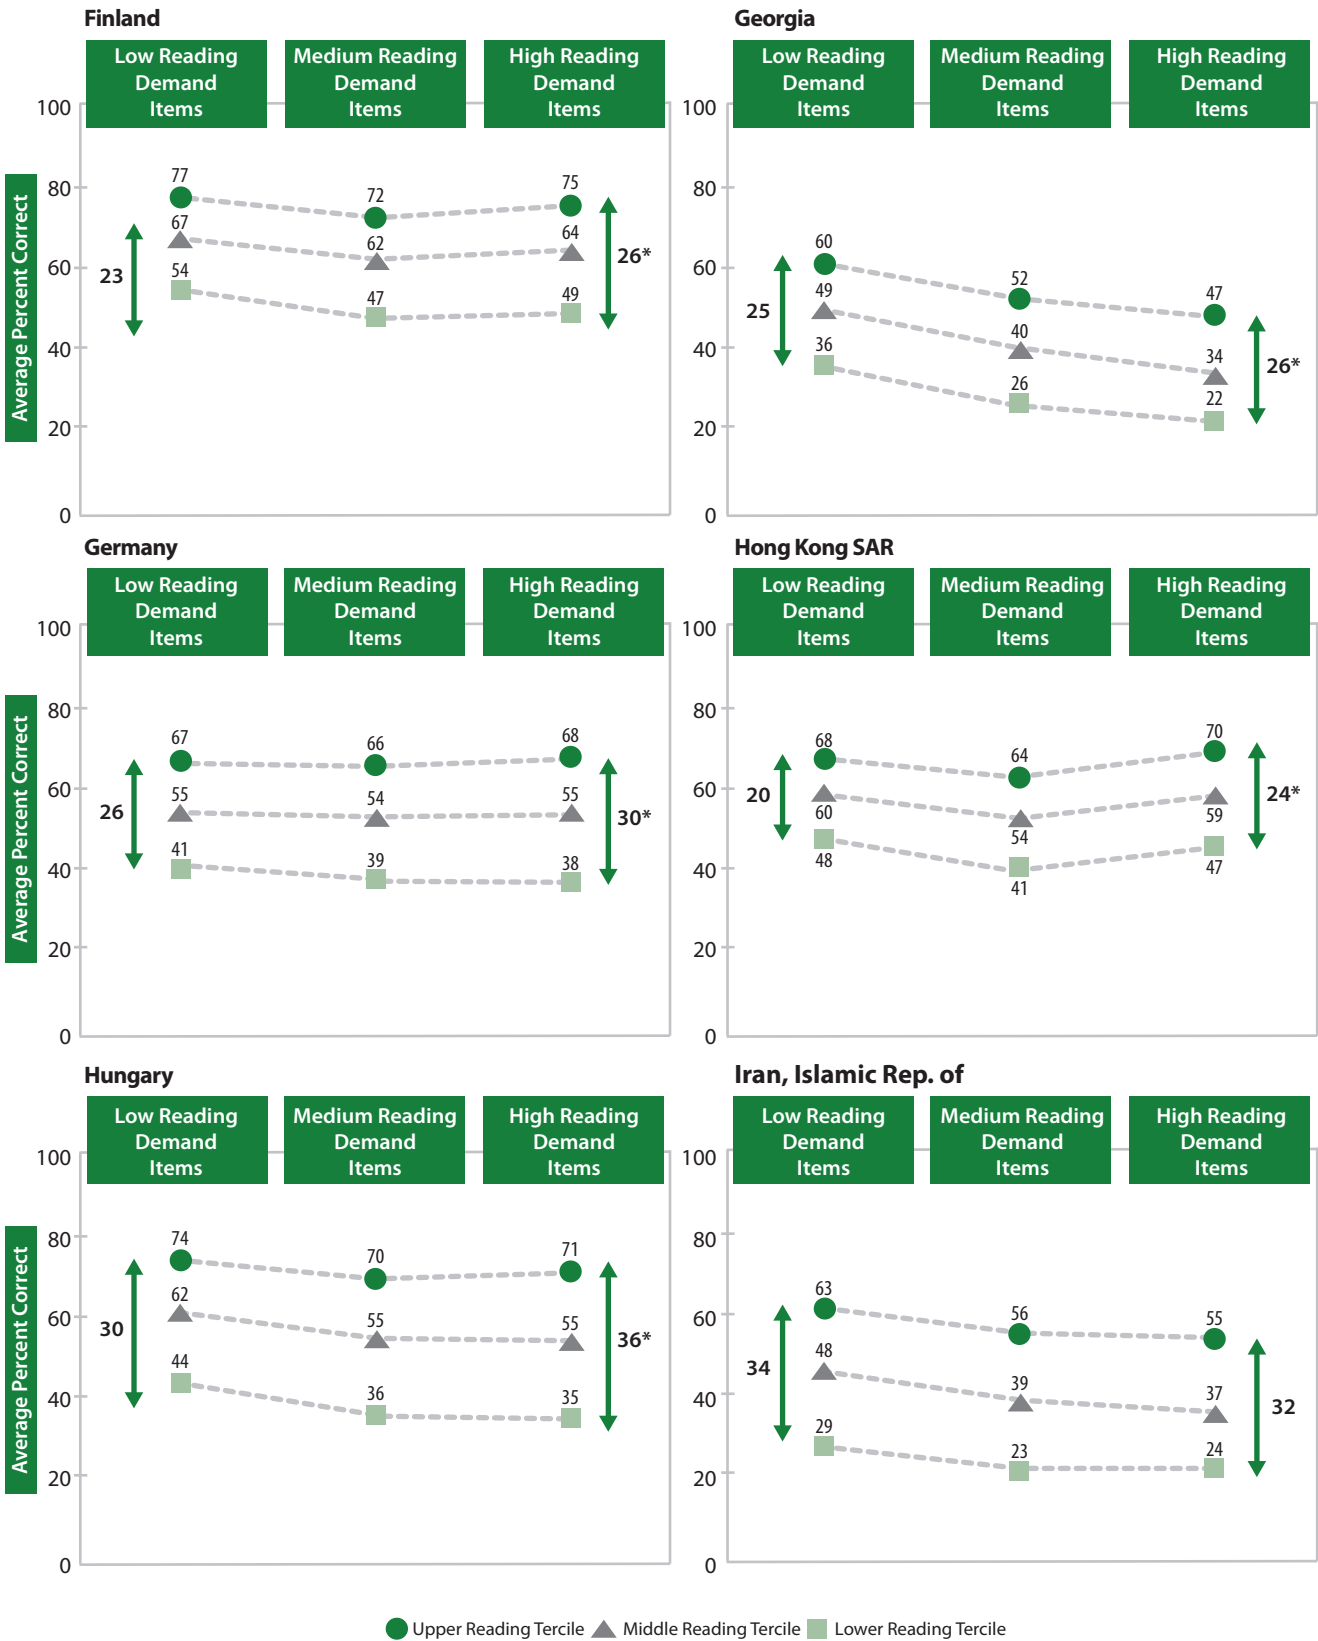 Finland
Low Reading
Demand
Items
Medium Reading
Demand
Items
High Reading
Demand
Items
Average Percent Correct
100
80
60
40
20
0
77
72
75
67
62
64
54
47
49
23
26*
Georgia
Low Reading
Demand
Items
Medium Reading
Demand
Items
High Reading
Demand
Items
100
80
60
40
20
0
60
52
47
49
40
34
36
26
22
25
26*
Germany
Low Reading
Demand
Items
Medium Reading
Demand
Items
High Reading
Demand
Items
Average Percent Correct
100
80
60
40
20
0
67
66
68
55
54
55
41
39
38
26
30*
Hong Kong SAR
Low Reading
Demand
Items
Medium Reading
Demand
Items
High Reading
Demand
Items
100
80
60
40
20
0
68
64
70
60
54
59
48
41
47
20
24*
Hungary
Low Reading
Demand
Items
Medium Reading
Demand
Items
High Reading
Demand
Items
Average Percent Correct
100
80
60
40
20
0
74
70
71
62
55
55
44
36
35
30
36*
Iran, Islamic Rep. of
Low Reading
Demand
Items
Medium Reading
Demand
Items
High Reading
Demand
Items
100
80
60
40
20
0
63
56
55
48
39
37
29
23
24
34
32
Upper Reading Tercile Middle Reading Tercile Lower Reading Tercile